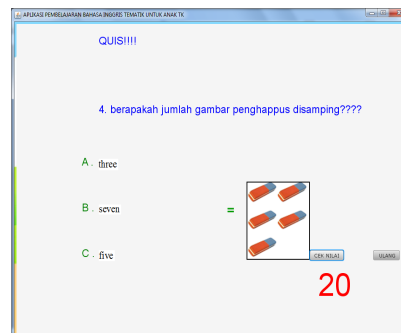 APLIKASI PEMBELAJARAN BAHASA INGGRIS TEMATIK UNTUK ANAK TK
QUIS!!!!
4. berapakah jumlah gambar penghappus disamping????
A . three
B . seven
=
C . five
CEK NILAI
ULANG
20